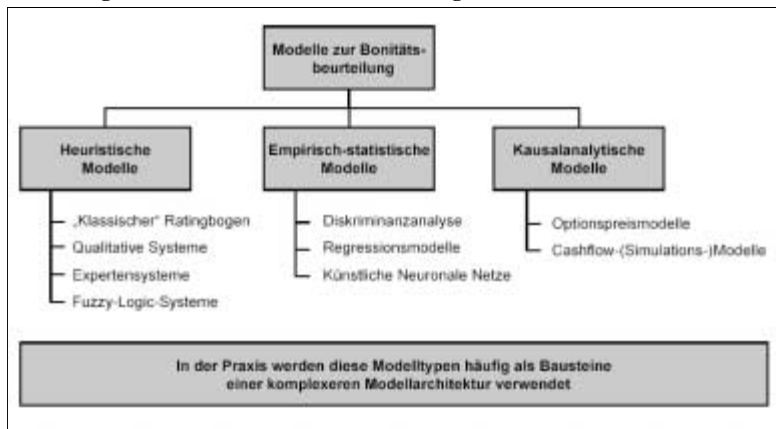 Modelle zur Bonitäts-
beurteilung
Heuristische
Modelle
„Klassischer“ Ratingbogen
Qualitative Systeme
Expertensysteme
Fuzzy-Logic-Systeme
Empirisch-statistische
Modelle
Diskriminanzanalyse
Regressionsmodelle
Künstliche Neuronale Netze
Kausalanalytische
Modelle
Optionspreismodelle
Cashflow-(Simulations-)Modelle
In der Praxis werden diese Modelltypen häufig als Bausteine
einer komplexeren Modellarchitektur verwendet